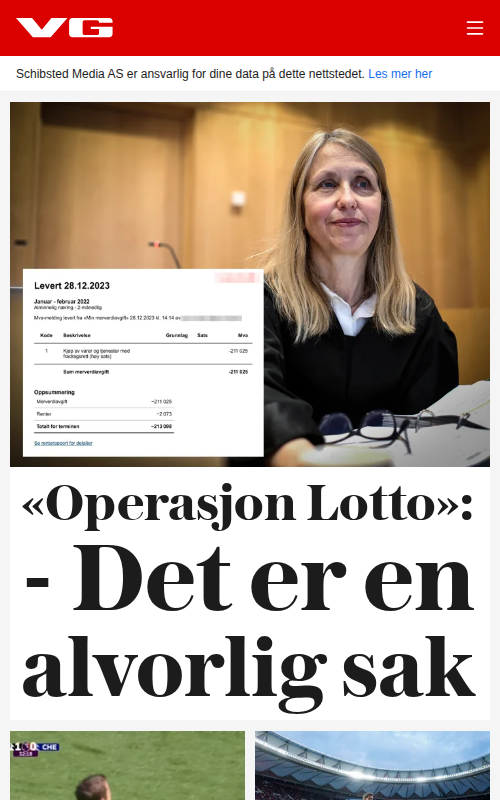 VG
Schibsted Media AS er ansvarlig for dine data på dette nettstedet. Les mer her
Levert 28.12.2023
Januar - februar 2022
Alminnelig næring - 2-månedlig
Mva-melding levert fra «Min merverdiavgift» 28.12.2023 kl. 14.14 av
Kode Beskrivelse Grunnlag Sats Mva
1 Kjøp av varer og tjenester med -211 025
fradragsrett (høy sats)
Sum merverdiavgift -211 025
Oppsummering
Merverdiavgift -211 025
Renter -2 073
Totalt for terminen -213 098
Se renterapport for detaljer
«Operasjon Lotto»:
- Det er en
alvorlig sak
CHE